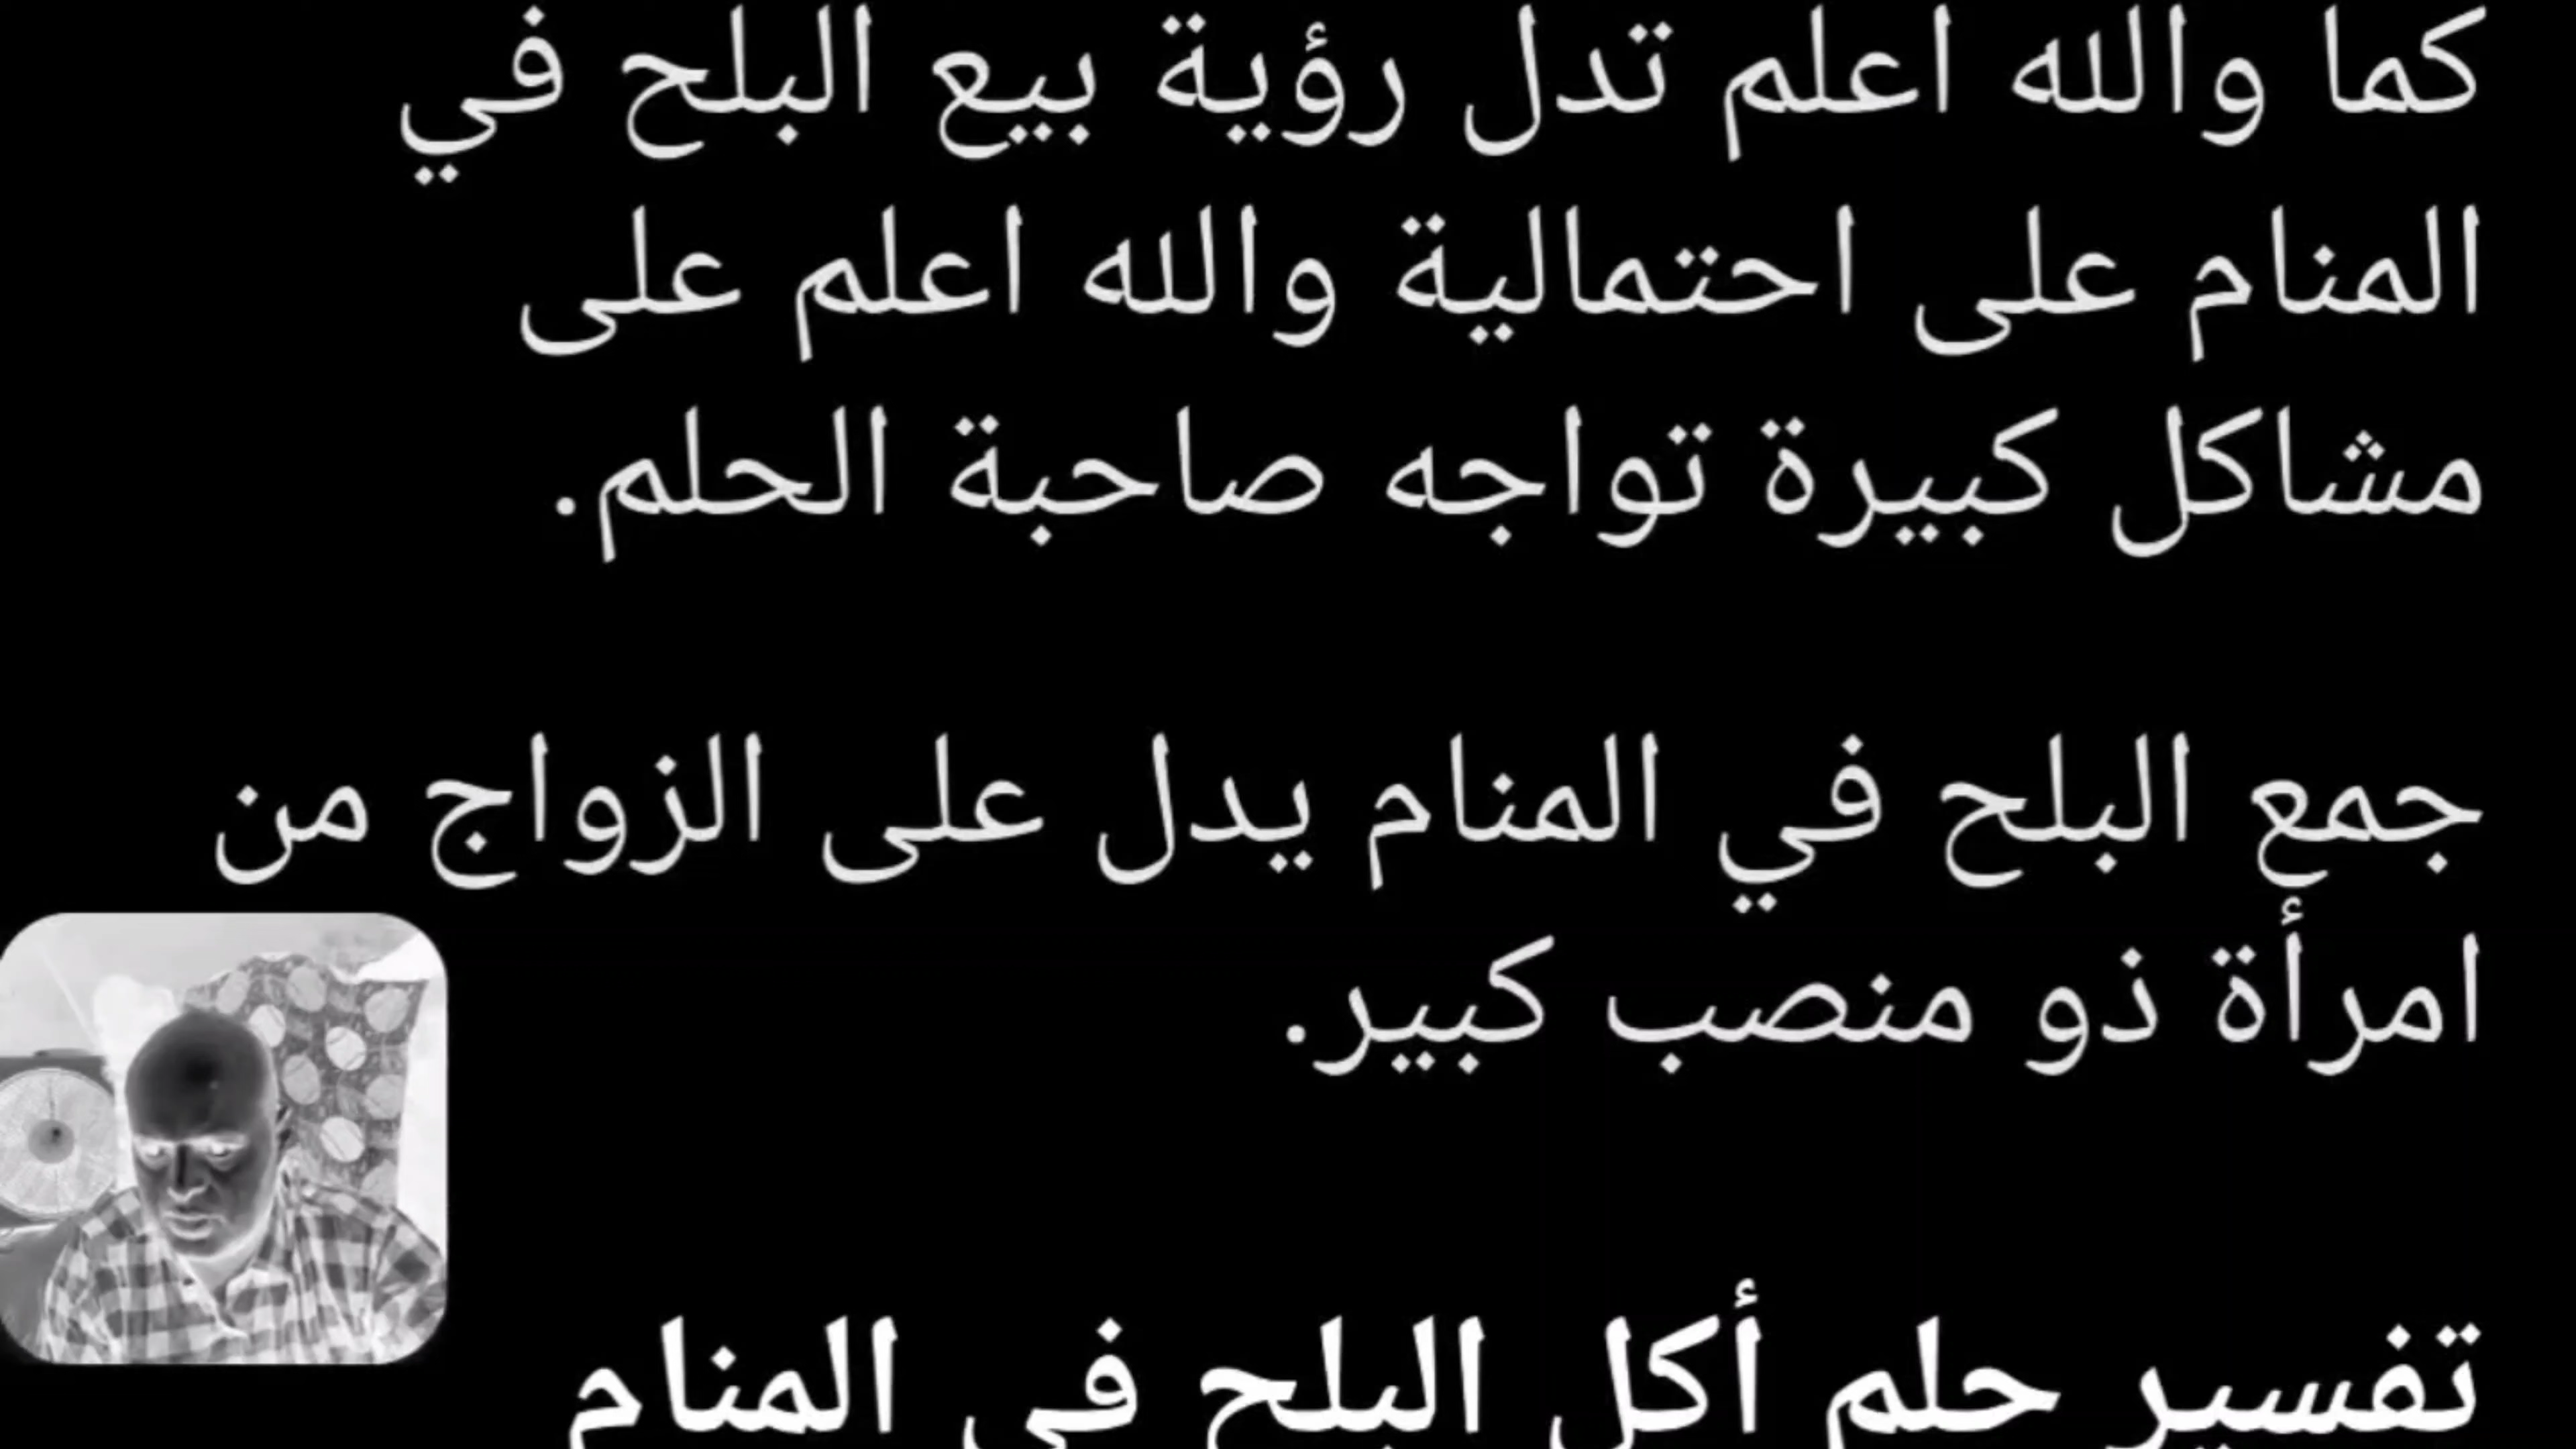 كما والله اعلم تدل رؤية بيع البلح في
المنام على احتمالية والله اعلم على
مشاكل كبيرة تواجه صاحبة الحلم.
جمع البلح في المنام يدل على الزواج من
امرأة ذو منصب كبير.
تفسير حلم أكل البلح في المنام